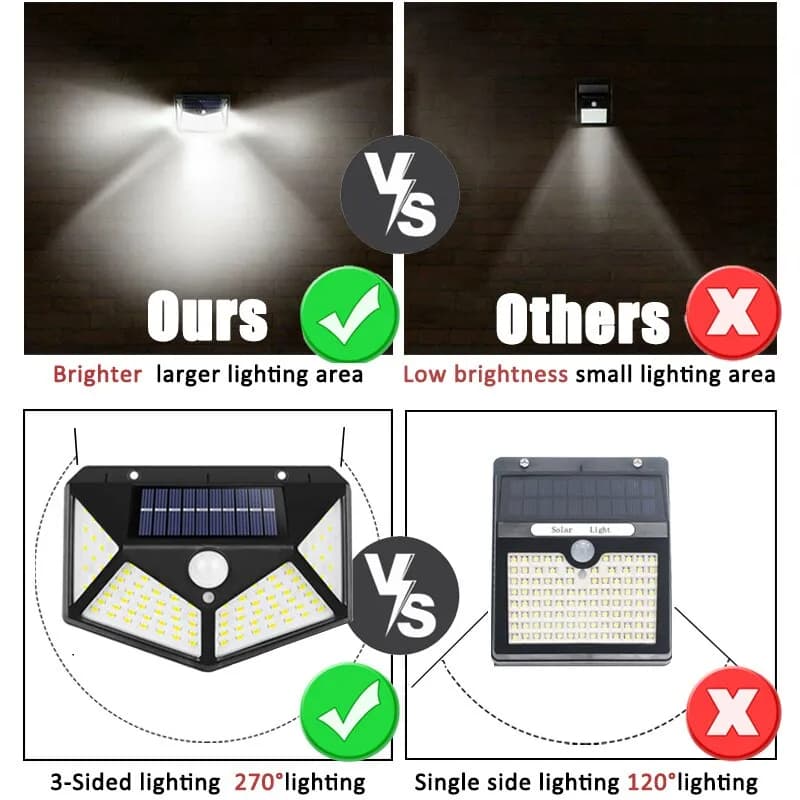 Ours
VS
Others
Brighter larger lighting area
Low brightness small lighting area
Solar Light
VS
3-Sided lighting 270°lighting
Single side lighting 120°lighting